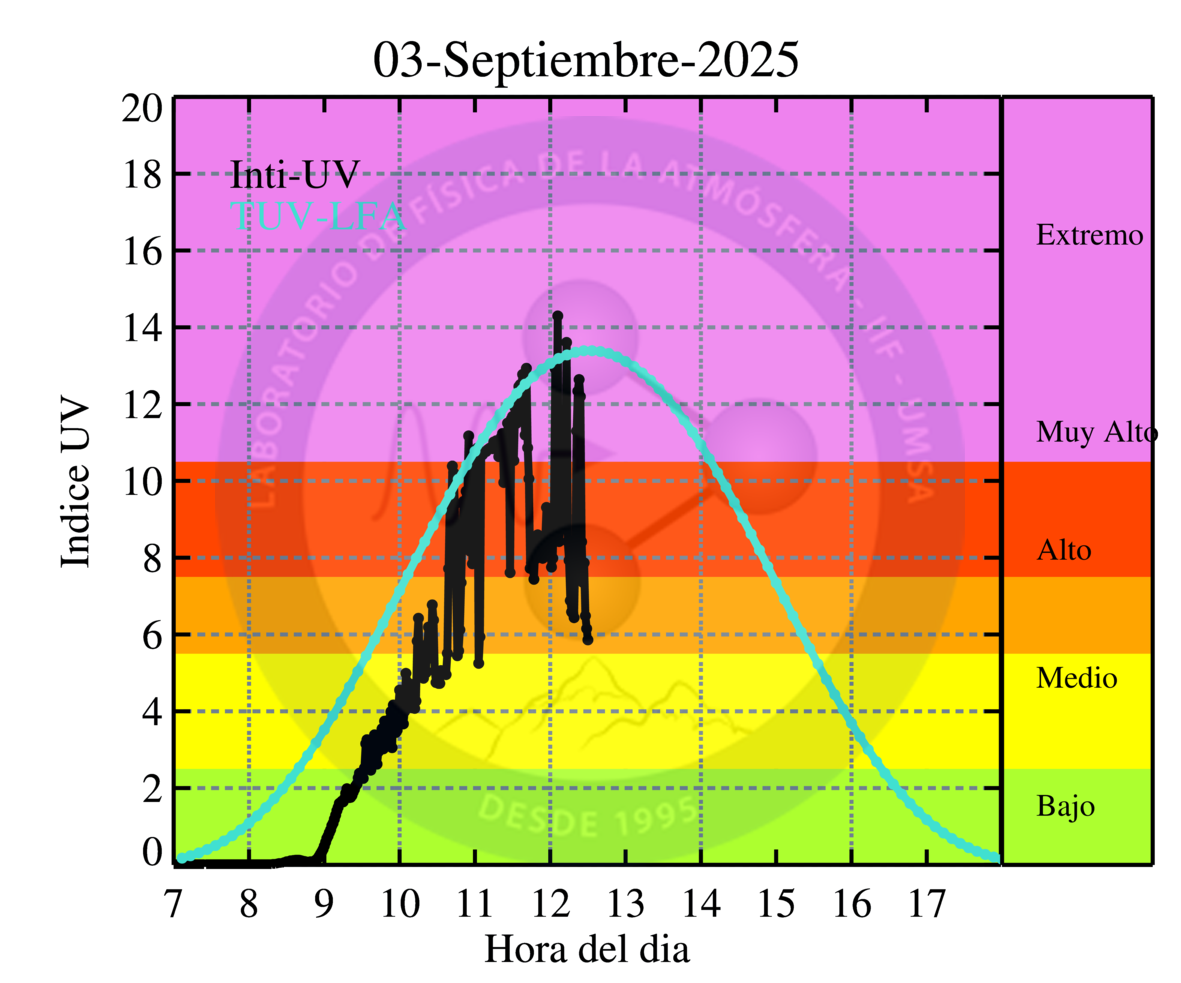 03-Septiembre-2025
20
18
16
14
12
10
8
6
4
2
0
Indice UV
Inti-UV
TUV-LFA
LABORATORIO DE FÍSICA DE LA ATMÓSFERA - IIF - UMSA
DESDE 1995
Extremo
Muy Alto
Alto
Medio
Bajo
7 8 9 10 11 12 13 14 15 16 17
Hora del dia